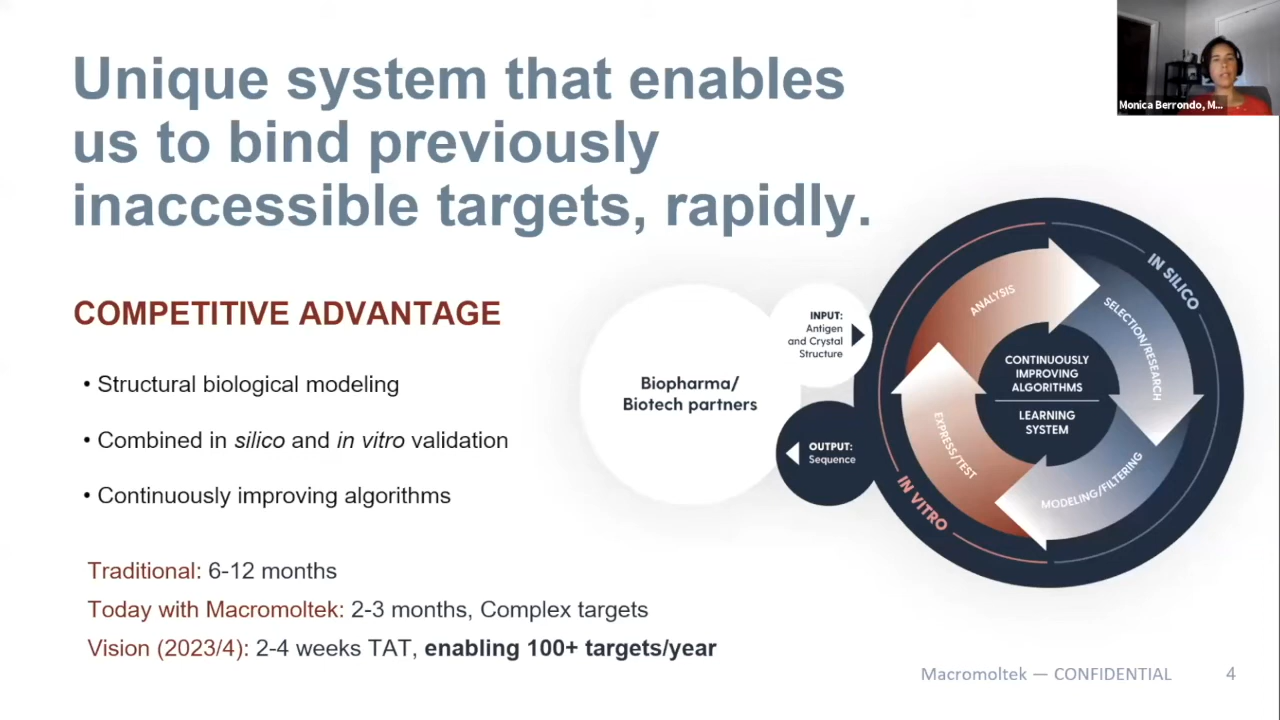 Unique system that enables
us to bind previously
inaccessible targets, rapidly.
Monica Berrondo, M...
COMPETITIVE ADVANTAGE
• Structural biological modeling
• Combined in silico and in vitro validation
• Continuously improving algorithms
Traditional: 6-12 months
Today with Macromoltek: 2-3 months, Complex targets
Vision (2023/4): 2-4 weeks TAT, enabling 100+ targets/year
Biopharma/
Biotech partners
INPUT:
Antigen
and Crystal
Structure
OUTPUT:
Sequence
IN SILICO
IN VITRO
ANALYSIS
SELECTION/RESEARCH
MODELING/FILTERING
EXPRESS/TEST
CONTINUOUSLY
IMPROVING
ALGORITHMS
LEARNING
SYSTEM
Macromoltek — CONFIDENTIAL 4